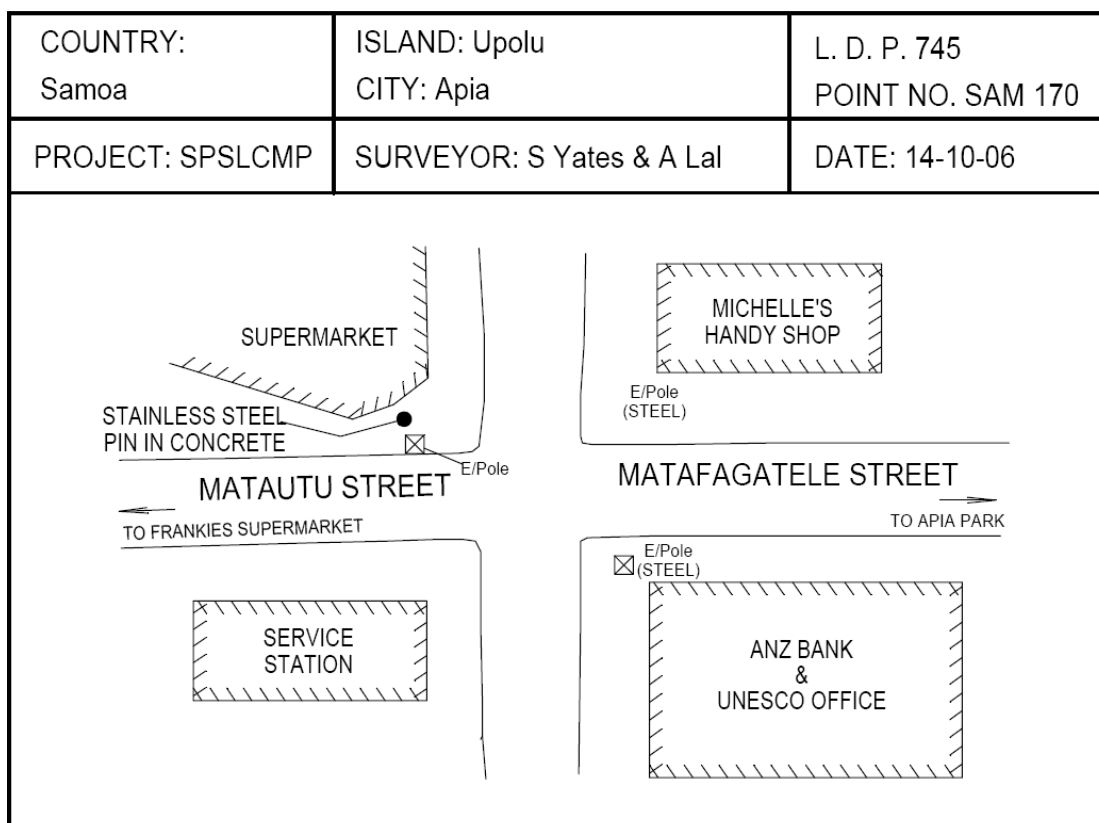 COUNTRY:
Samoa
ISLAND: Upolu
CITY: Apia
L. D. P. 745
POINT NO. SAM 170
PROJECT: SPSLCMP
SURVEYOR: S Yates & A Lal
DATE: 14-10-06
SUPERMARKET
MICHELLE'S
HANDY SHOP
E/Pole
(STEEL)
STAINLESS STEEL
PIN IN CONCRETE
E/Pole
MATAUTU STREET
MATAFAGATELE STREET
TO FRANKIES SUPERMARKET
TO APIA PARK
E/Pole
(STEEL)
SERVICE
STATION
ANZ BANK
&
UNESCO OFFICE